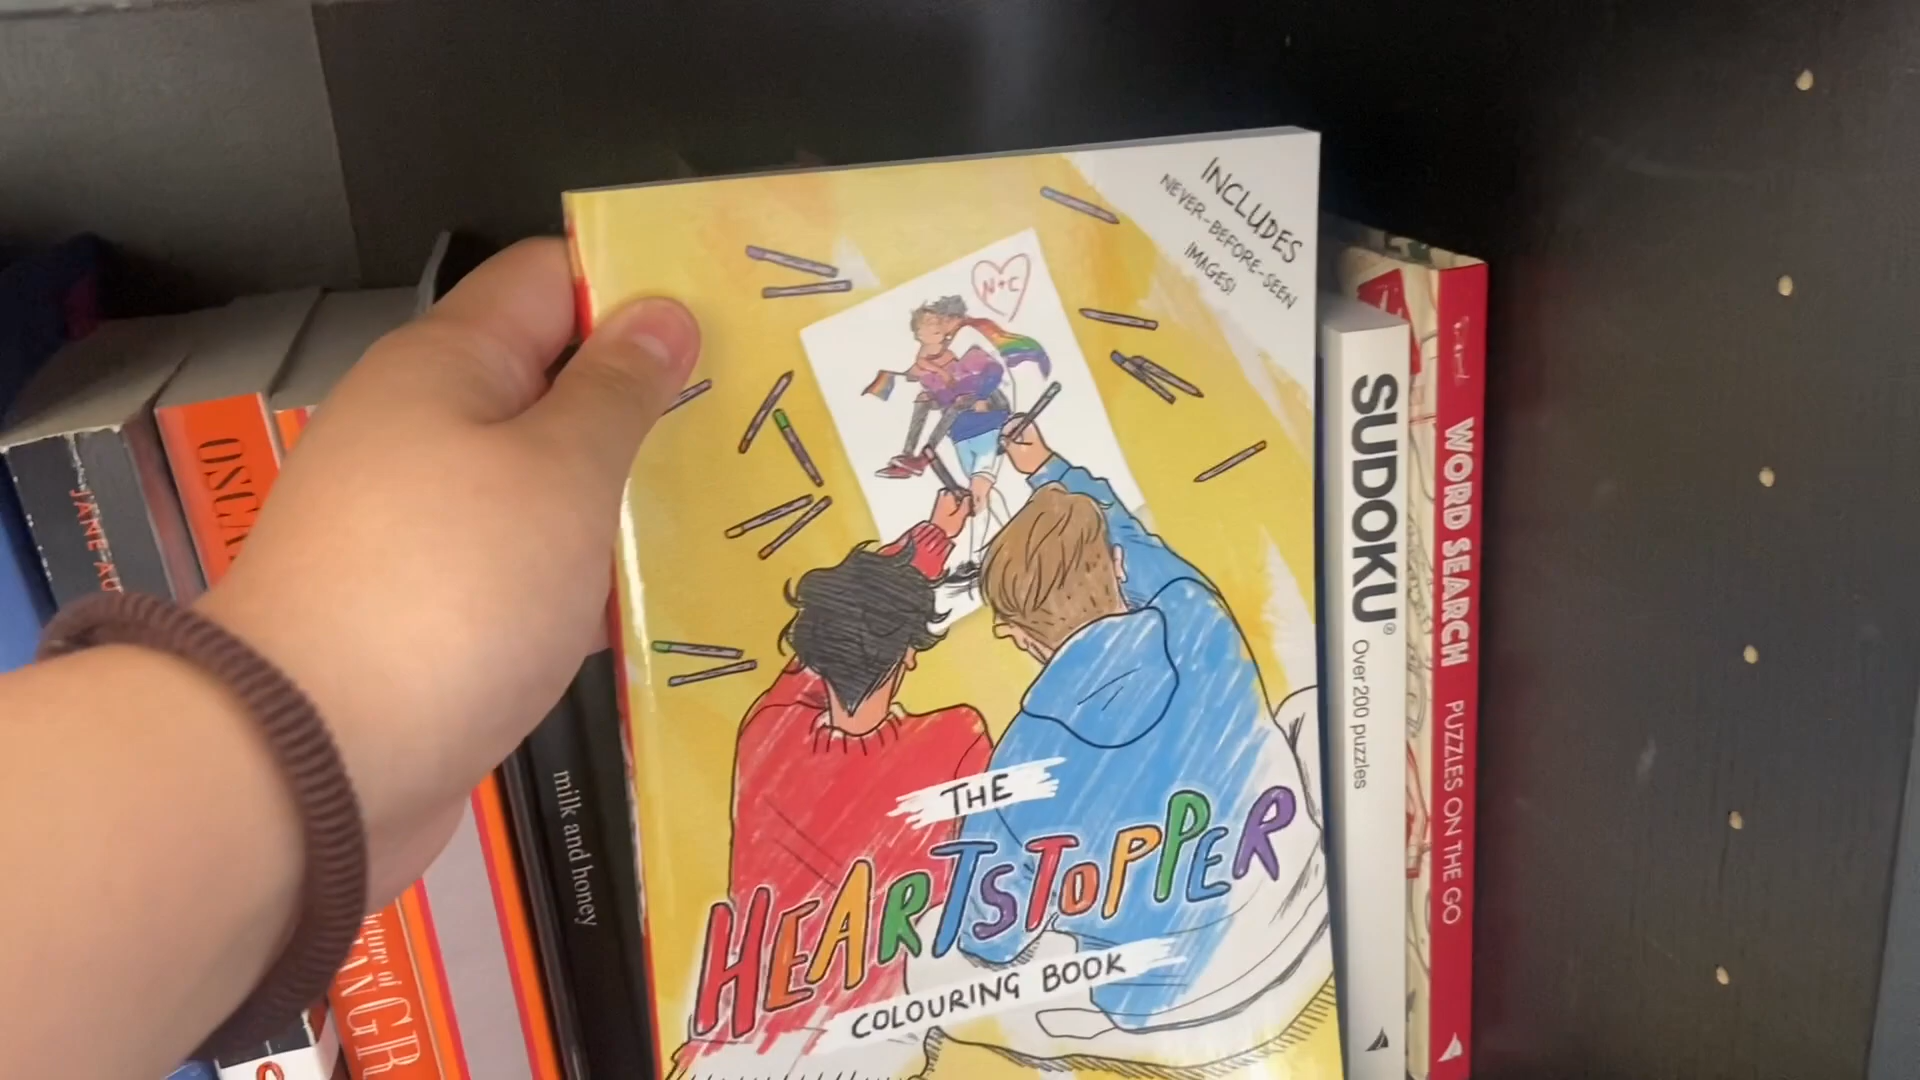 INCLUDES
NEVER-BEFORE-SEEN
IMAGES!
N+C
THE
HEARTSTOPPER
COLOURING BOOK
SUDOKU®
Over 200 puzzles
WORD SEARCH PUZZLES ON THE GO
milk and honey
JANE AU
OSCA